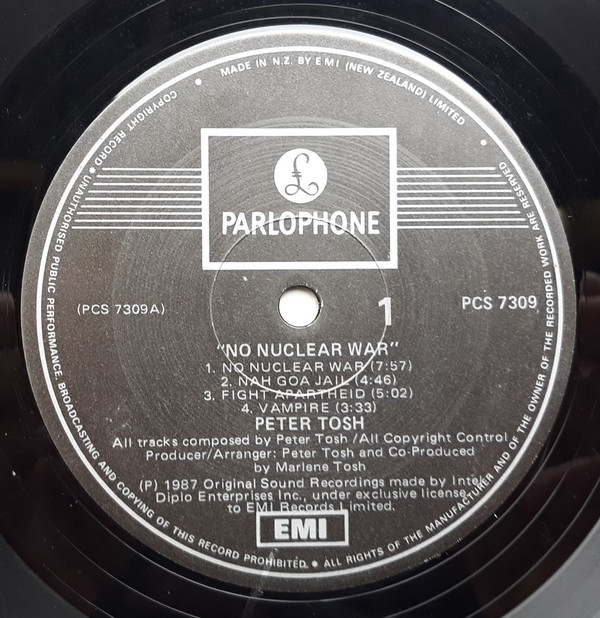 MADE IN N.Z. BY EMI (NEW ZEALAND) LIMITED
COPYRIGHT RECORD • UNAUTHORISED PUBLIC PERFORMANCE, BROADCASTING AND COPYING OF THIS RECORD PROHIBITED. • ALL RIGHTS OF THE MANUFACTURER AND OF THE OWNER OF THE RECORDED WORK ARE RESERVED
£
PARLOPHONE
(PCS 7309A)
1
PCS 7309
"NO NUCLEAR WAR"
1. NO NUCLEAR WAR (7:57)
2. NAH GOA JAIL (4:46)
3. FIGHT APARTHEID (5:02)
4. VAMPIRE (3:33)
PETER TOSH
All tracks composed by Peter Tosh /All Copyright Control
Producer/Arranger: Peter Tosh and Co-Produced
by Marlene Tosh
(P) 1987 Original Sound Recordings made by Intel
Diplo Enterprises Inc., under exclusive license
to EMI Records Limited.
EMI